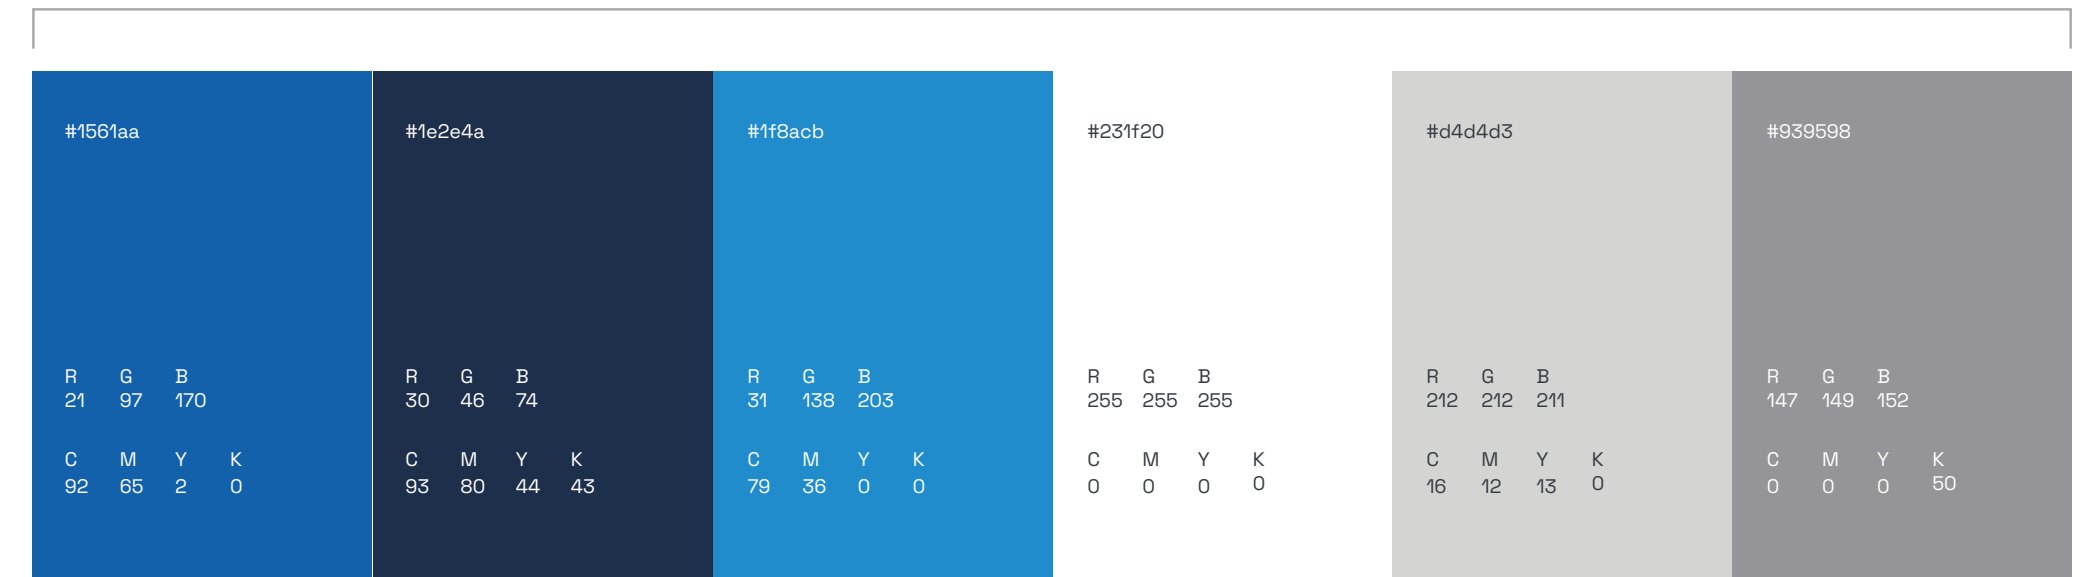 #1561aa
R G B
21 97 170
C M Y K
92 65 2 0
#1e2e4a
R G B
30 46 74
C M Y K
93 80 44 43
#1f8acb
R G B
31 138 203
C M Y K
79 36 0 0
#231f20
R G B
255 255 255
C M Y K
0 0 0 0
#d4d4d3
R G B
212 212 211
C M Y K
16 12 13 0
#939598
R G B
147 149 152
C M Y K
0 0 0 50